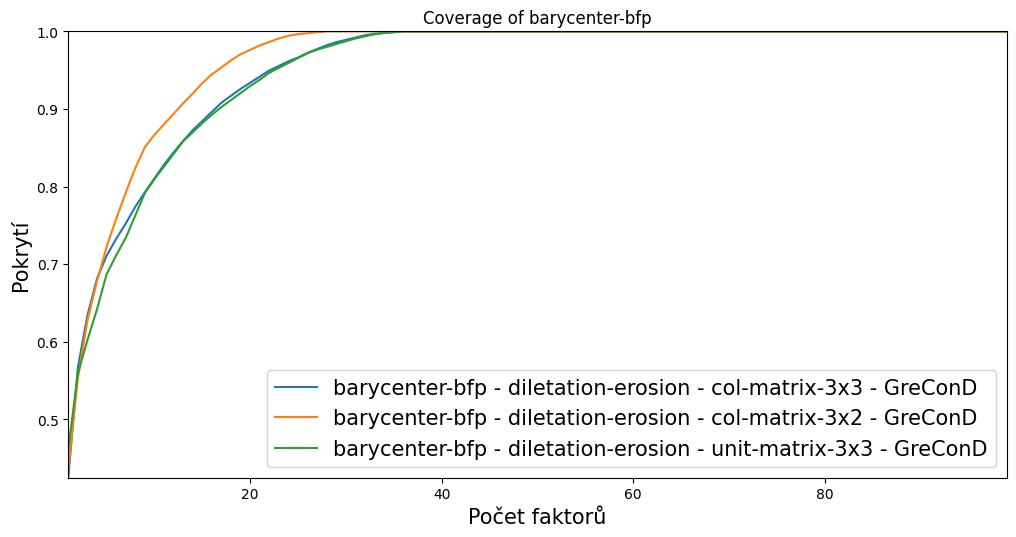 Coverage of barycenter-bfp
1.0
0.9
0.8
0.7
0.6
0.5
Pokrytí
barycenter-bfp - diletation-erosion - col-matrix-3x3 - GreConD
barycenter-bfp - diletation-erosion - col-matrix-3x2 - GreConD
barycenter-bfp - diletation-erosion - unit-matrix-3x3 - GreConD
20 40 60 80
Počet faktorů